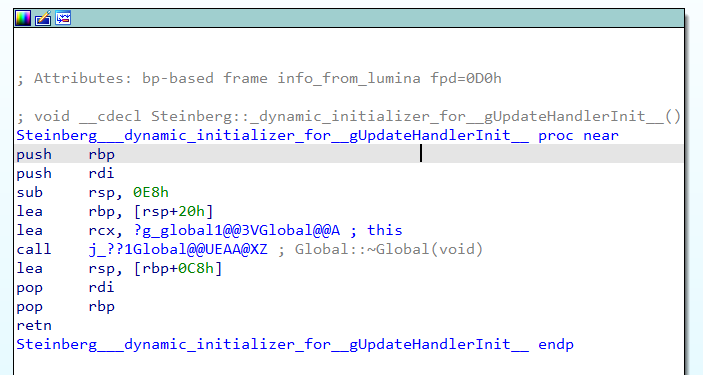 ; Attributes: bp-based frame info_from_lumina fpd=0D0h
; void __cdecl Steinberg::_dynamic_initializer_for__gUpdateHandlerInit__()
Steinberg___dynamic_initializer_for__gUpdateHandlerInit__ proc near
push    rbp
push    rdi
sub     rsp, 0E8h
lea     rbp, [rsp+20h]
lea     rcx, ?g_global1@@3VGlobal@@A ; this
call    j_??1Global@@UEAA@XZ ; Global::~Global(void)
lea     rsp, [rbp+0C8h]
pop     rdi
pop     rbp
retn
Steinberg___dynamic_initializer_for__gUpdateHandlerInit__ endp